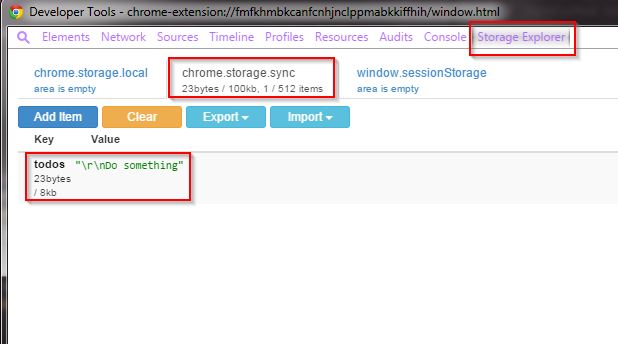 Developer Tools - chrome-extension://fmfkhmbkcanfcnhjnclppmabkkiffhih/window.html
Elements Network Sources Timeline Profiles Resources Audits Console Storage Explorer
chrome.storage.local chrome.storage.sync window.sessionStorage
area is empty 23bytes / 100kb, 1 / 512 items area is empty
Add Item Clear Export Import
Key Value
todos "\r\nDo something"
23bytes
/ 8kb